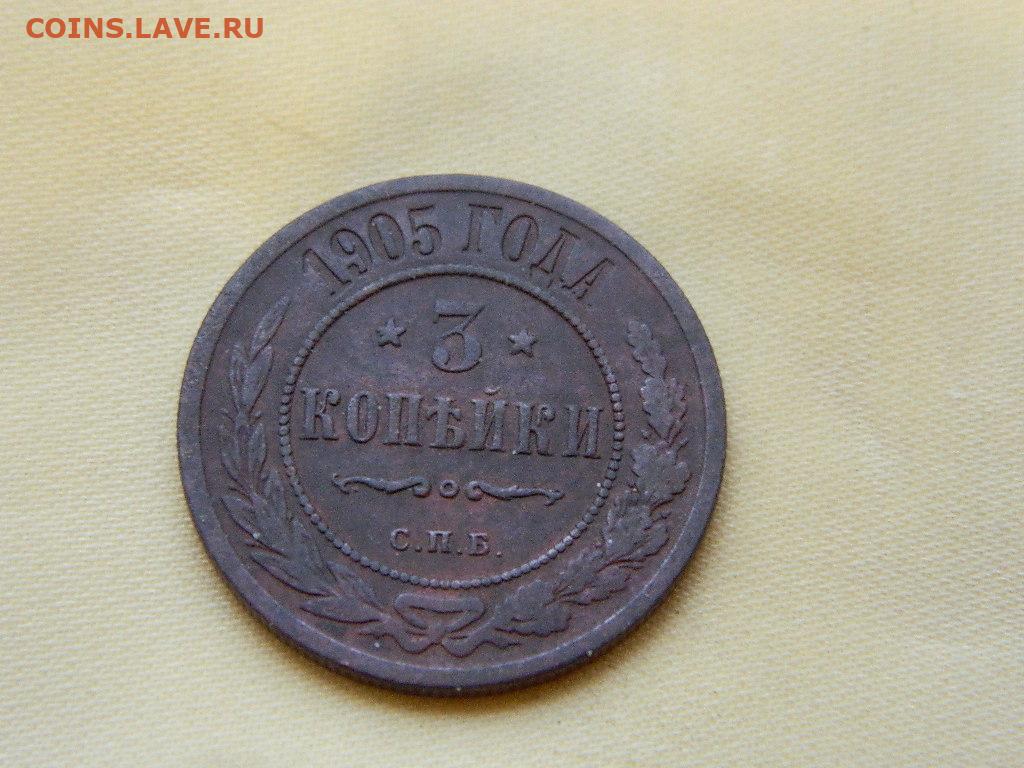 COINS.LAVE.RU
1905 ГОДА
3
КОПѢЙКИ
С.П.Б.